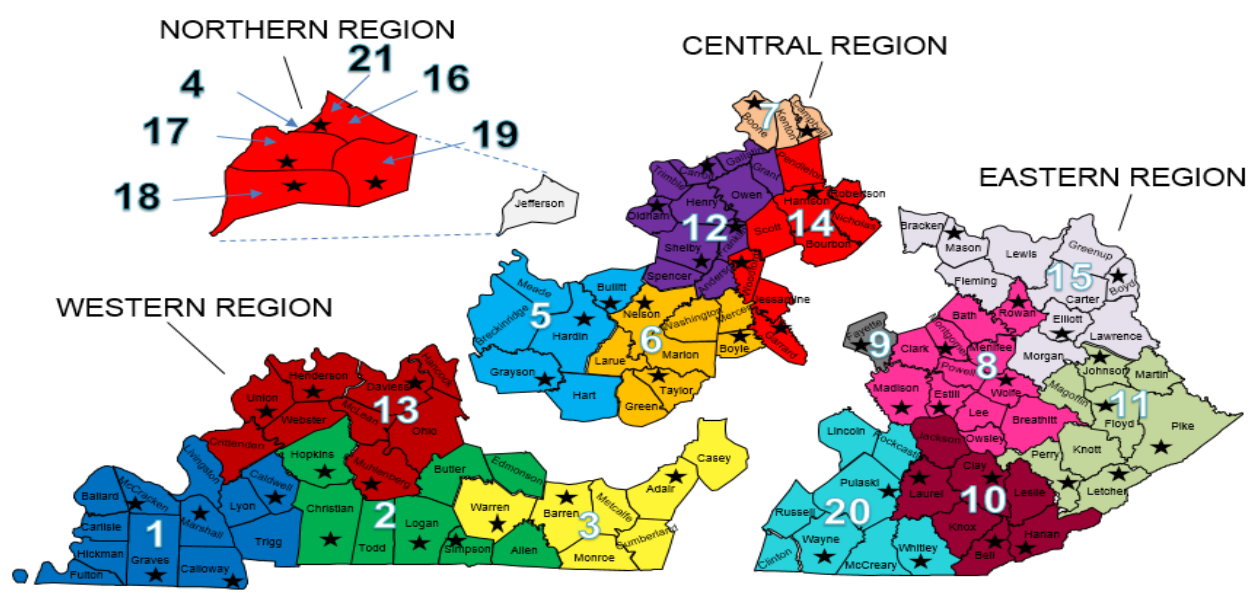 NORTHERN REGION
21
4
16
17
19
18
Jefferson
CENTRAL REGION
7
Boone
Kenton
Campbell
Pendleton
Gallatin
Carroll
Trimble
Grant
Owen
Henry
Oldham
12
Shelby
Franklin
Spencer
Anderson
Harrison
Robertson
14
Nicholas
Scott
Bourbon
Woodford
Jessamine
Garrard
Meade
Bullitt
Breckinridge
5
Hardin
Grayson
Hart
Nelson
Washington
Mercer
6
Larue
Marion
Boyle
Green
Taylor
EASTERN REGION
Bracken
Mason
Lewis
Greenup
15
Boyd
Fleming
Carter
Elliott
Lawrence
Morgan
Fayette
9
Bath
Rowan
Montgomery
Clark
Menifee
Powell
8
Madison
Estill
Wolfe
Lee
Breathitt
Owsley
Johnson
Martin
Magoffin
11
Floyd
Pike
Knott
Perry
Letcher
Lincoln
Rockcastle
Pulaski
20
Russell
Wayne
Clinton
McCreary
Whitley
Jackson
Clay
Laurel
10
Leslie
Knox
Harlan
Bell
WESTERN REGION
Henderson
Union
Webster
Crittenden
Daviess
Hancock
13
McLean
Ohio
Muhlenberg
Livingston
Caldwell
Ballard
McCracken
Marshall
Lyon
Carlisle
1
Trigg
Hickman
Graves
Calloway
Fulton
Hopkins
Butler
Edmonson
Christian
2
Logan
Todd
Simpson
Allen
Warren
Barren
Metcalfe
Adair
Casey
3
Monroe
Cumberland